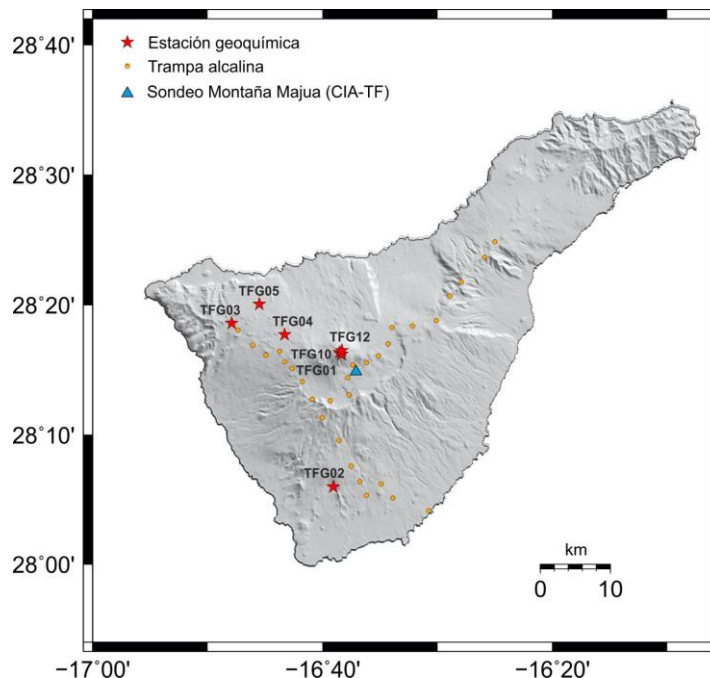 28°40'
Estación geoquímica
Trampa alcalina
Sondeo Montaña Majua (CIA-TF)
28°30'
28°20'
TFG05
TFG03
TFG04
TFG12
TFG10
TFG01
28°10'
TFG02
km
28°00'
0 10
−17°00' −16°40' −16°20'